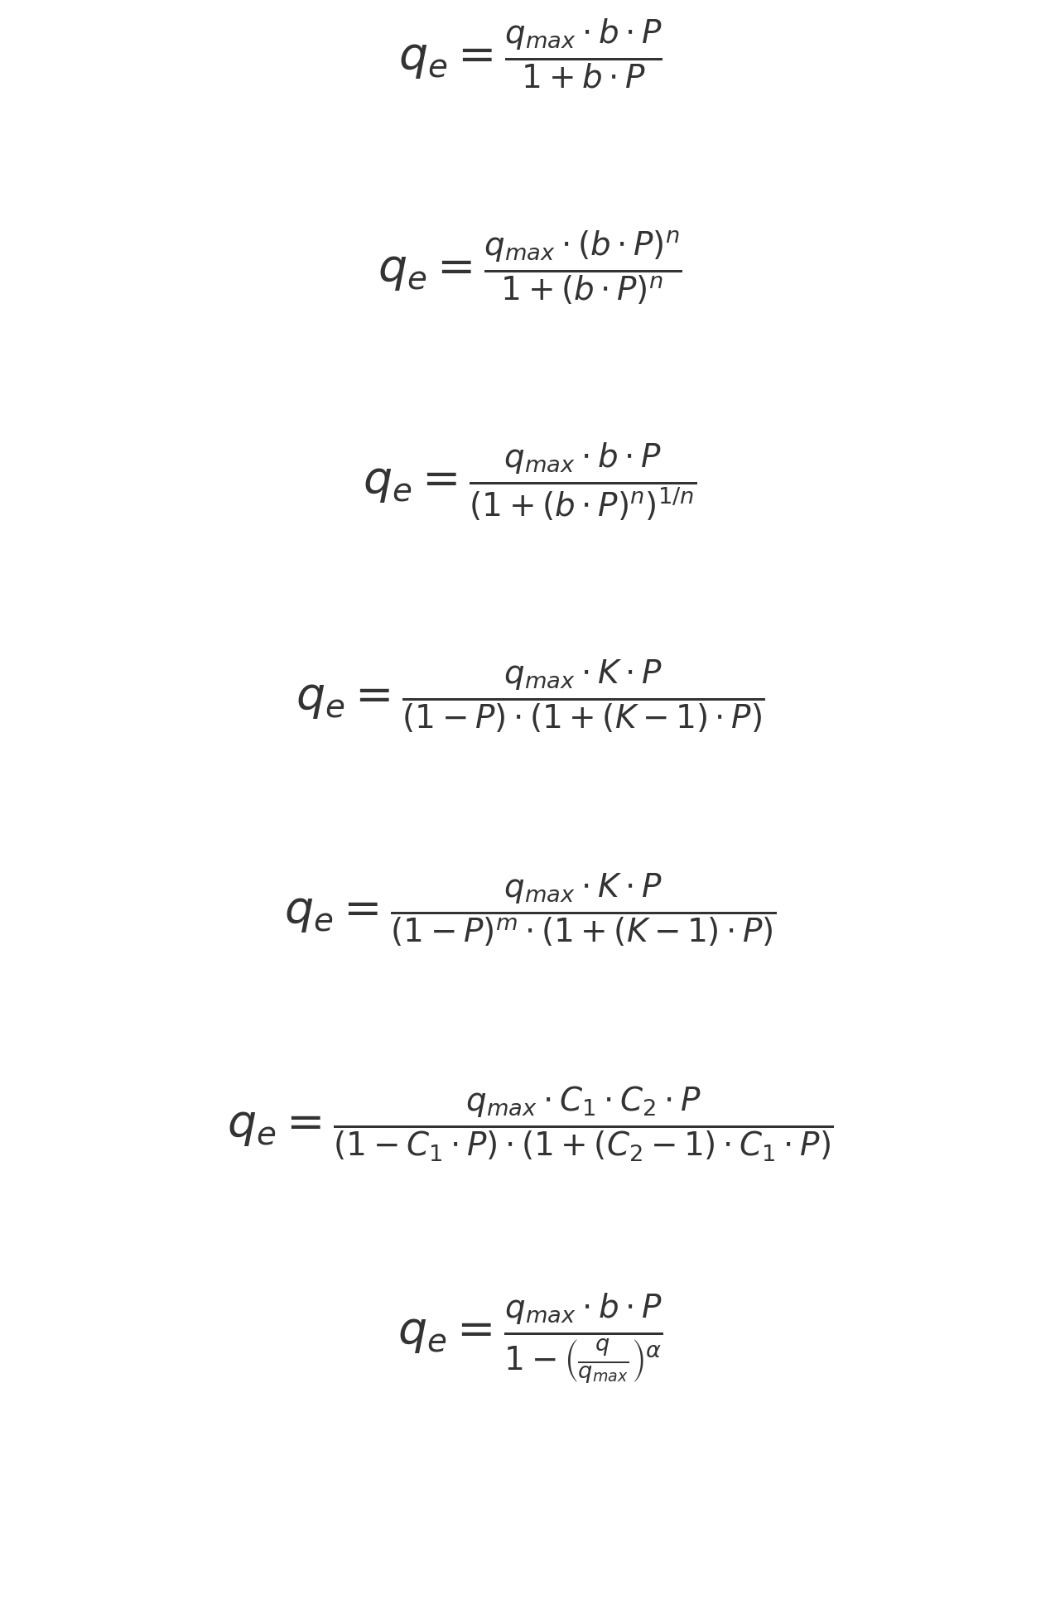 $q_e = \frac{q_{max} \cdot b \cdot P}{1 + b \cdot P}$
$q_e = \frac{q_{max} \cdot (b \cdot P)^n}{1 + (b \cdot P)^n}$
$q_e = \frac{q_{max} \cdot b \cdot P}{(1 + (b \cdot P)^n)^{1/n}}$
$q_e = \frac{q_{max} \cdot K \cdot P}{(1 - P) \cdot (1 + (K - 1) \cdot P)}$
$q_e = \frac{q_{max} \cdot K \cdot P}{(1 - P)^m \cdot (1 + (K - 1) \cdot P)}$
$q_e = \frac{q_{max} \cdot C_1 \cdot C_2 \cdot P}{(1 - C_1 \cdot P) \cdot (1 + (C_2 - 1) \cdot C_1 \cdot P)}$
$q_e = \frac{q_{max} \cdot b \cdot P}{1 - \left(\frac{q}{q_{max}}\right)^\alpha}$